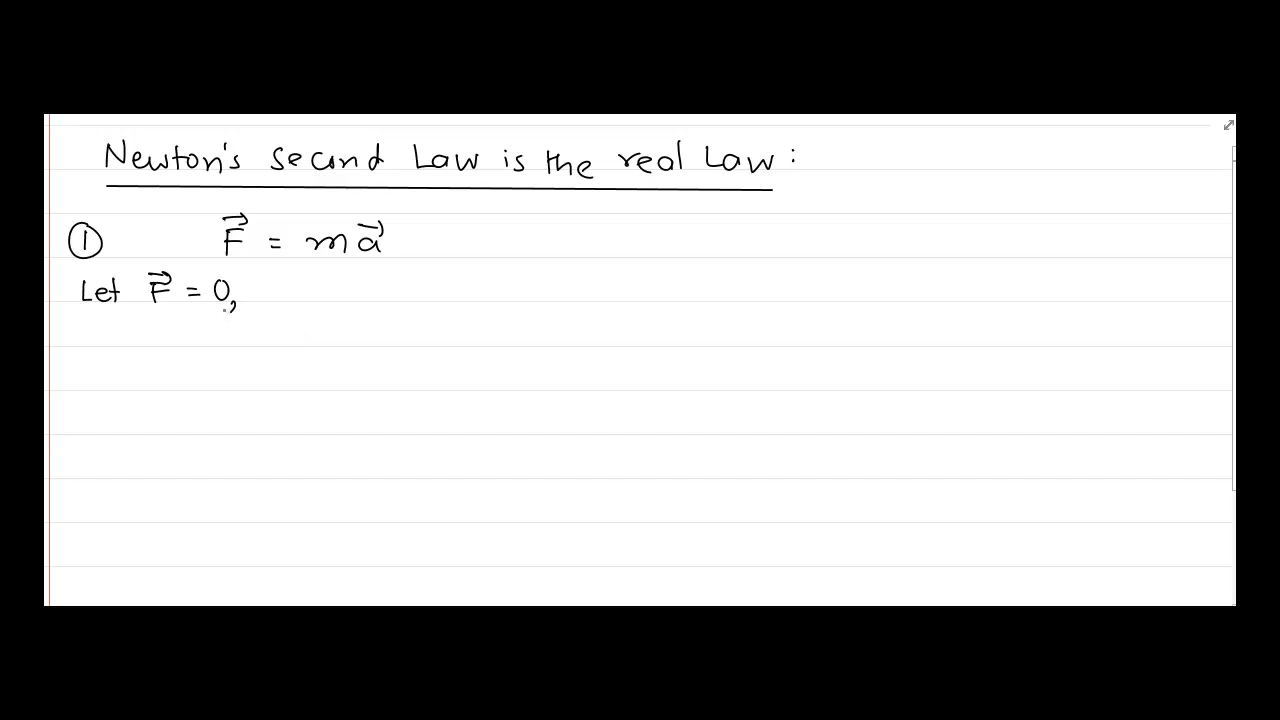 Newton's second Law is the real Law :
① F⃗ = ma⃗
Let F⃗ = 0,